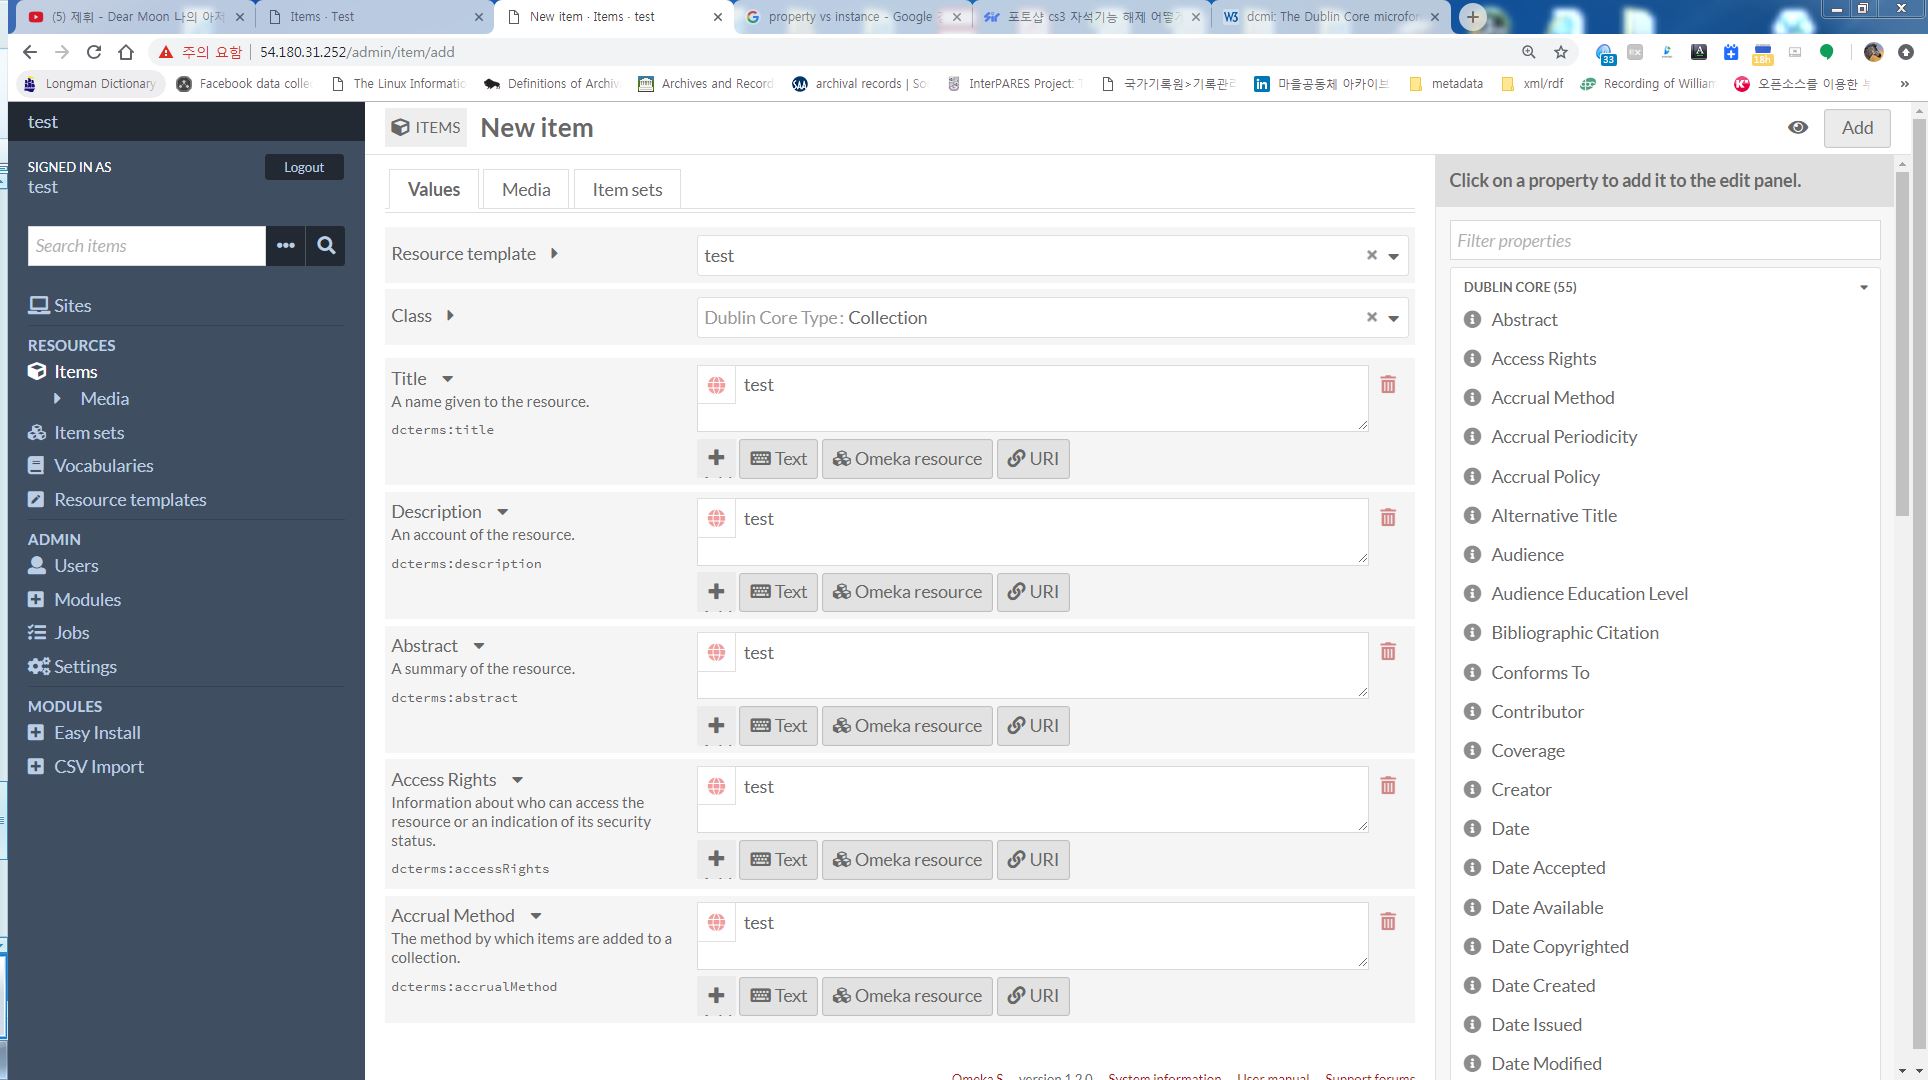 (5) 제휘 - Dear Moon 나의 아저
Items · Test
New item · Items · test
property vs instance - Google
포토샵 cs3 자석기능 해제 어떻
dcmi: The Dublin Core microfor
주의 요함
54.180.31.252/admin/item/add
33
18h
Longman Dictionary
Facebook data colle
The Linux Informatio
Definitions of Archiv
Archives and Record
archival records | So
InterPARES Project:
국가기록원>기록관리
마을공동체 아카이브
metadata
xml/rdf
Recording of William
오픈소스를 이용한
»
test
ITEMS
New item
Add
SIGNED IN AS
test
Logout
Search items
Sites
RESOURCES
Items
Media
Item sets
Vocabularies
Resource templates
ADMIN
Users
Modules
Jobs
Settings
MODULES
Easy Install
CSV Import
Values
Media
Item sets
Resource template
test
Class
Dublin Core Type: Collection
Title
A name given to the resource.
dcterms:title
test
Text
Omeka resource
URI
Description
An account of the resource.
dcterms:description
test
Text
Omeka resource
URI
Abstract
A summary of the resource.
dcterms:abstract
test
Text
Omeka resource
URI
Access Rights
Information about who can access the
resource or an indication of its security
status.
dcterms:accessRights
test
Text
Omeka resource
URI
Accrual Method
The method by which items are added to a
collection.
dcterms:accrualMethod
test
Text
Omeka resource
URI
Omeka S version 1.2.0 System information User manual Support forums
Click on a property to add it to the edit panel.
Filter properties
DUBLIN CORE (55)
Abstract
Access Rights
Accrual Method
Accrual Periodicity
Accrual Policy
Alternative Title
Audience
Audience Education Level
Bibliographic Citation
Conforms To
Contributor
Coverage
Creator
Date
Date Accepted
Date Available
Date Copyrighted
Date Created
Date Issued
Date Modified